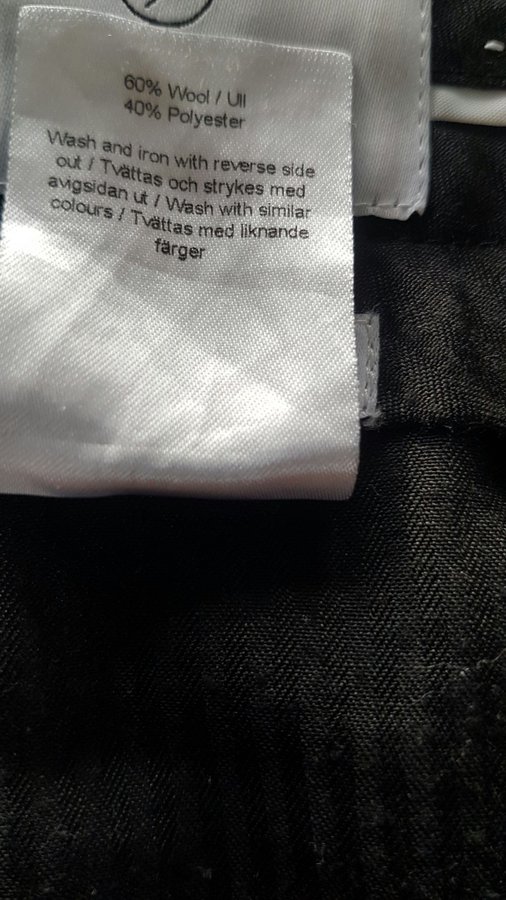 60% Wool / Ull
40% Polyester
Wash and iron with reverse side
out / Tvättas och strykes med
avigsidan ut / Wash with similar
colours / Tvättas med liknande
färger